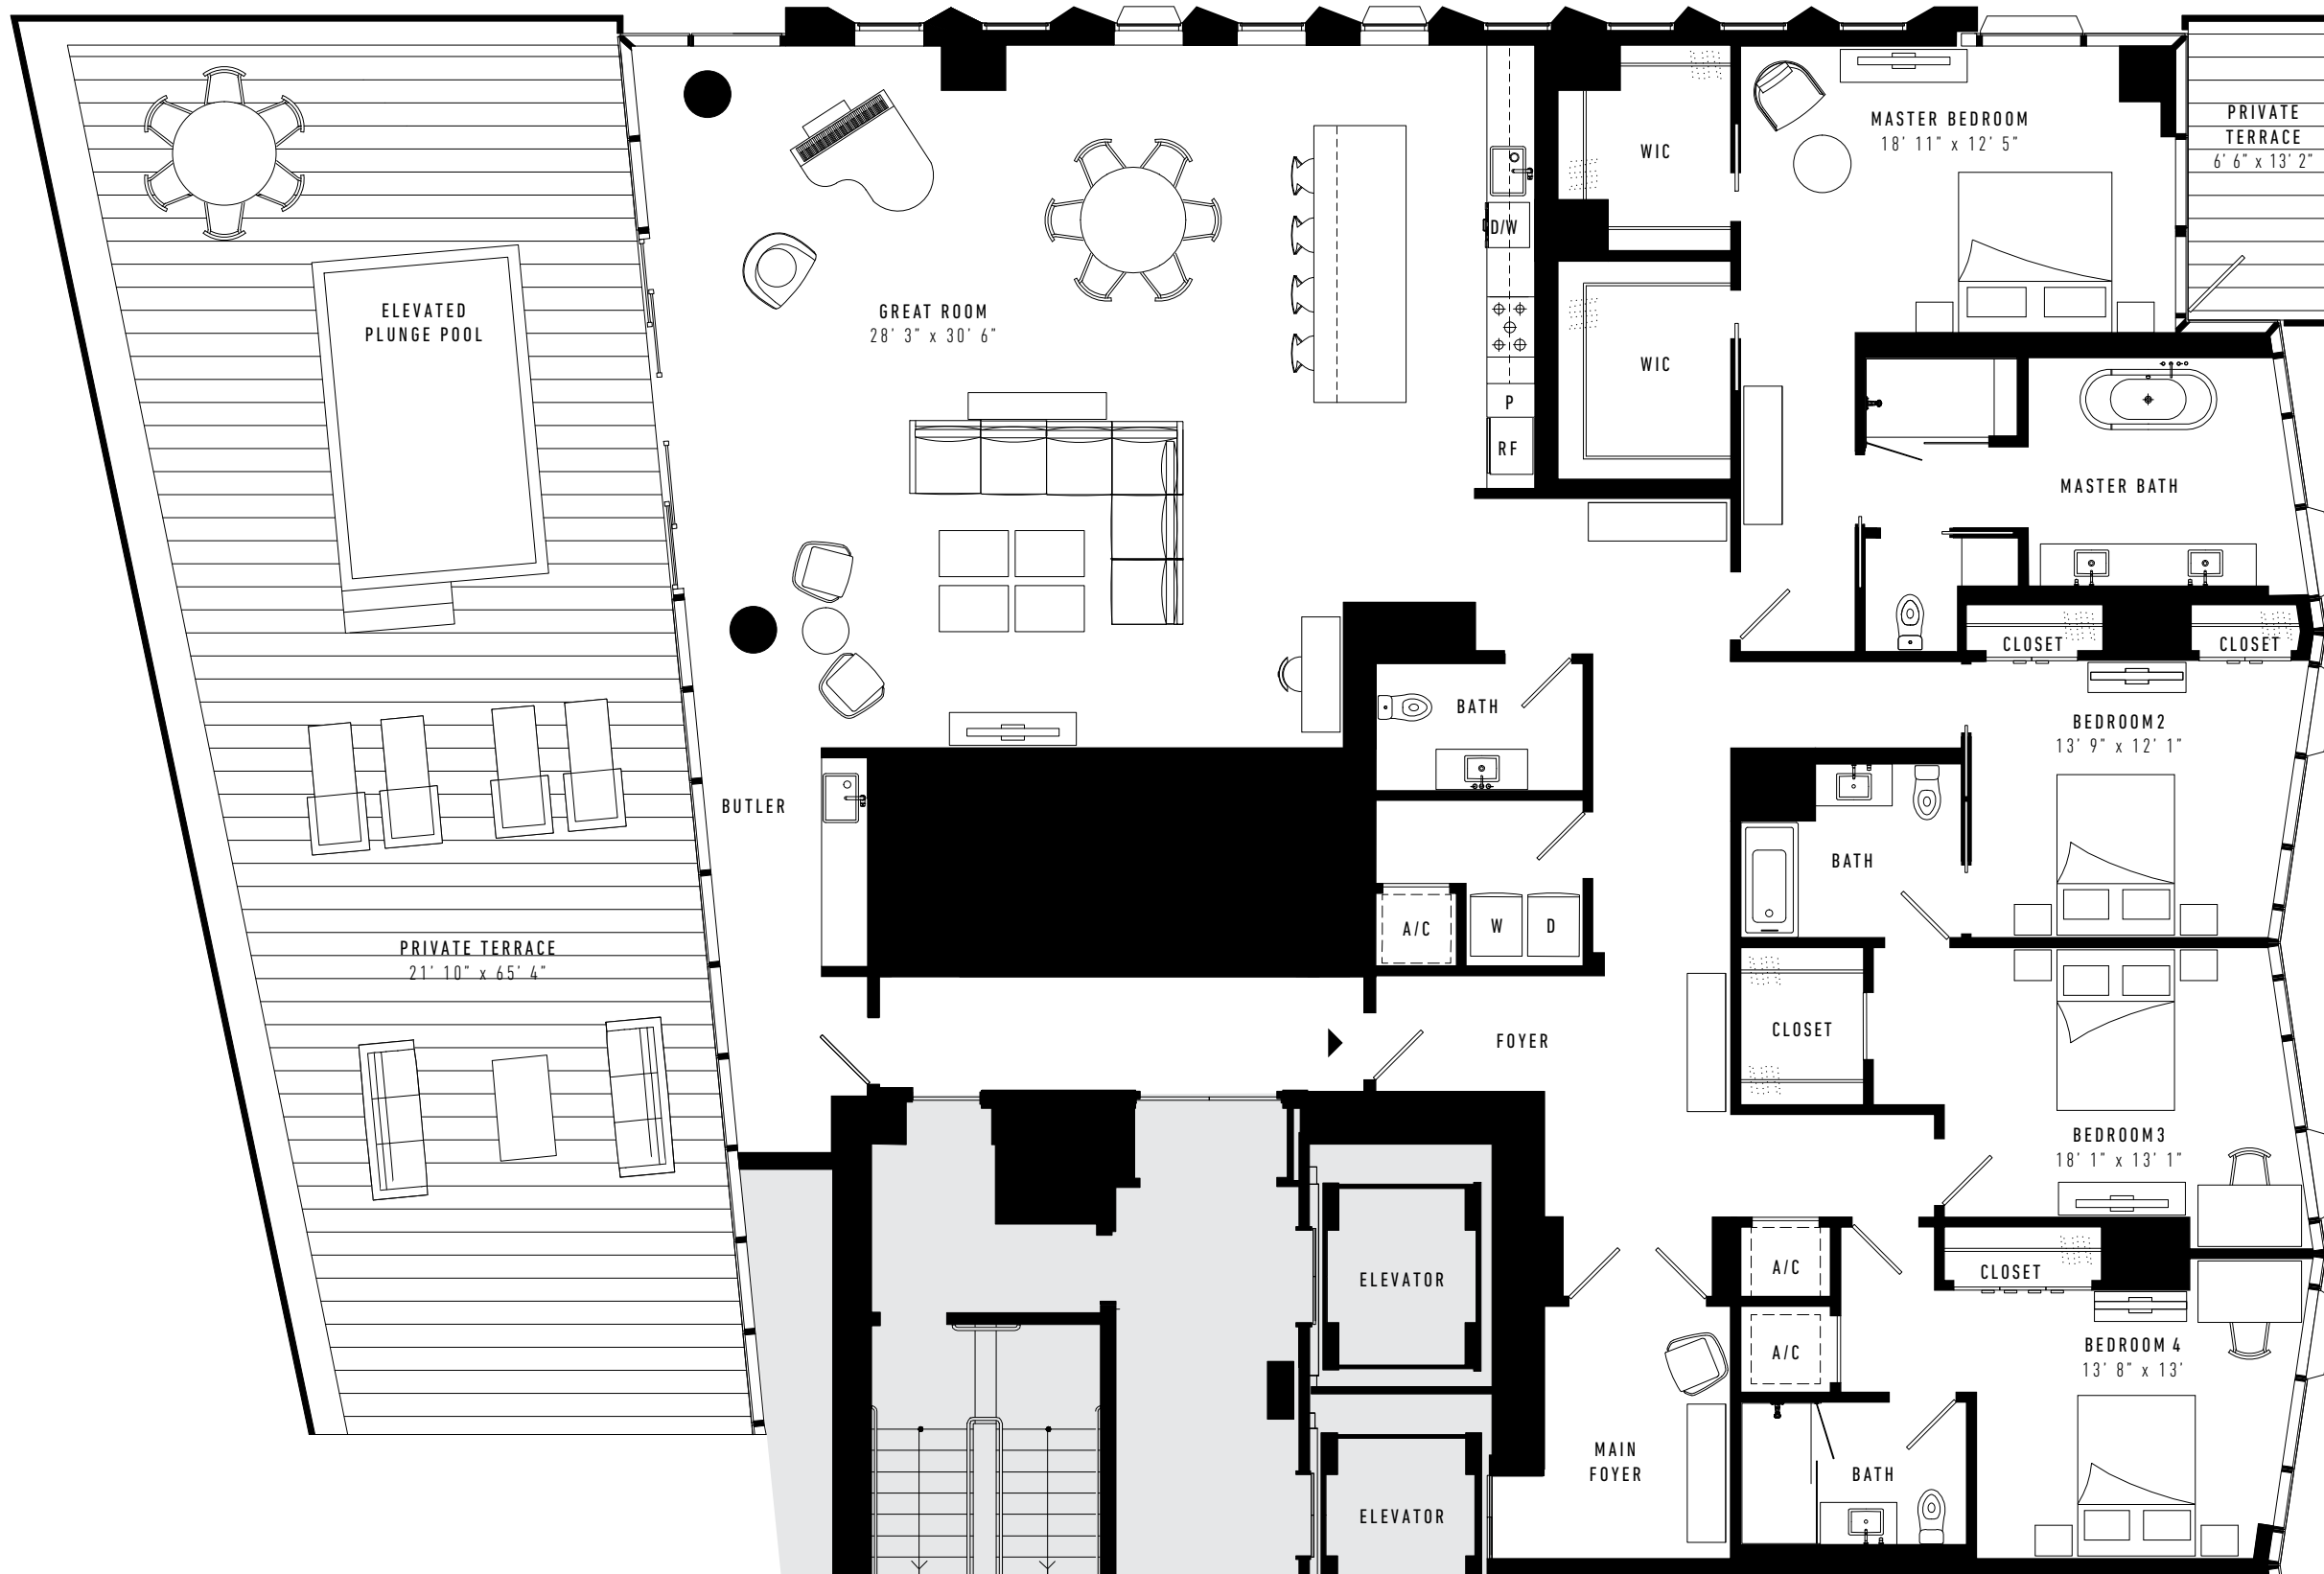 MASTER BEDROOM
18' 11" x 12' 5"
PRIVATE
TERRACE
6' 6" x 13' 2"
WIC
D/W
ELEVATED
PLUNGE POOL
GREAT ROOM
28' 3" x 30' 6"
WIC
P
RF
MASTER BATH
CLOSET
CLOSET
BATH
BEDROOM2
13' 9" x 12' 1"
BUTLER
BATH
A/C
W
D
PRIVATE TERRACE
21' 10" x 65' 4"
CLOSET
FOYER
BEDROOM3
18' 1" x 13' 1"
A/C
CLOSET
ELEVATOR
A/C
BEDROOM 4
13' 8" x 13'
MAIN
FOYER
BATH
ELEVATOR